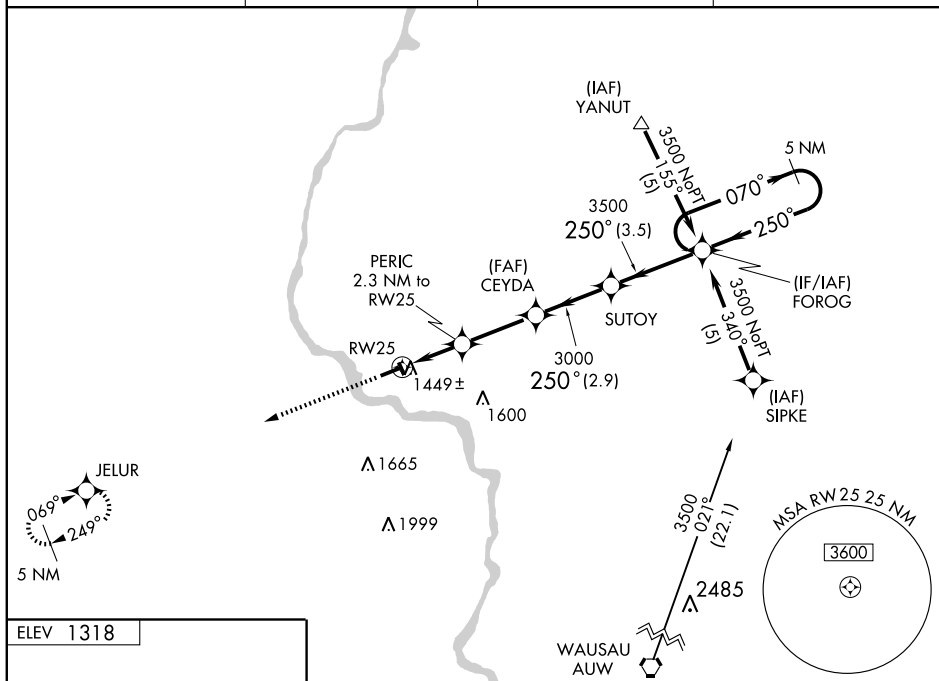 (IAF)
YANUT
3500 NoPT
155°
(5)
5 NM
070°
250°
3500
250° (3.5)
PERIC
2.3 NM to
RW25
(FAF)
CEYDA
(IF/IAF)
FOROG
SUTOY
3500 NoPT
340°
(5)
RW25
3000
250° (2.9)
1449 ±
1600
(IAF)
SIPKE
JELUR
1665
069°
249°
5 NM
1999
3500
021°
(22.1)
MSA RW25 25 NM
3600
2485
ELEV 1318
WAUSAU
AUW